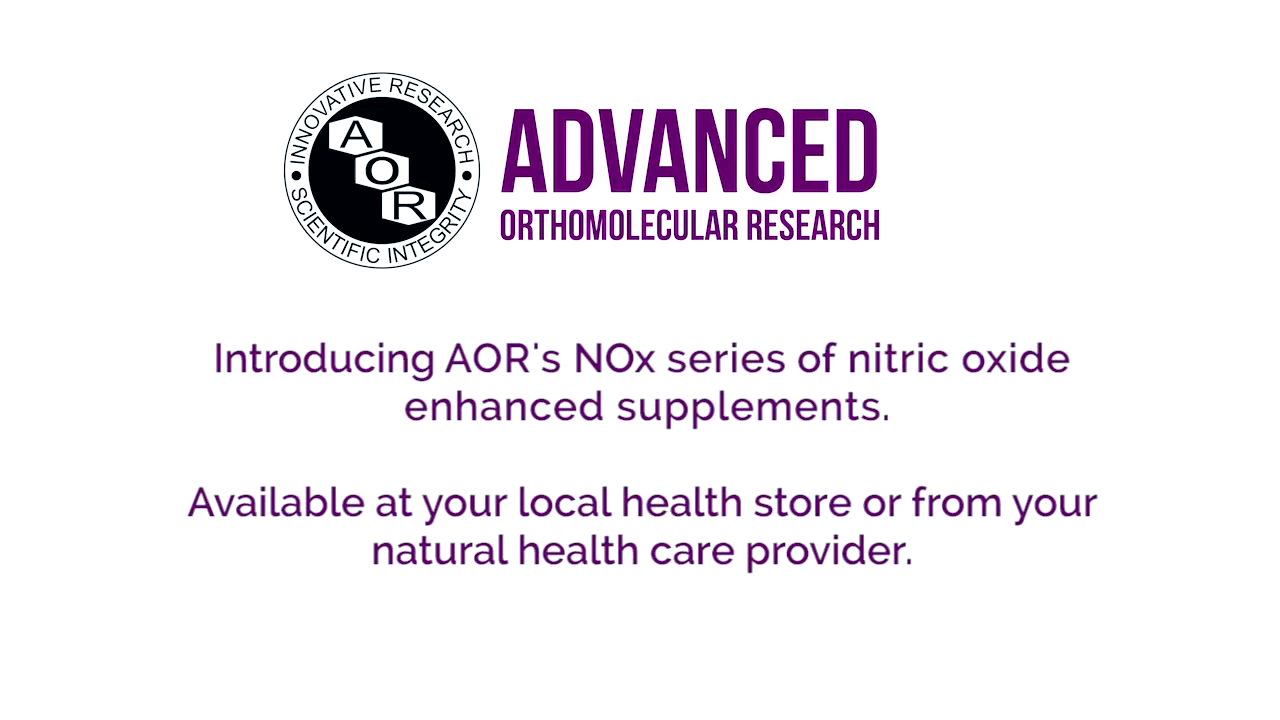 INNOVATIVE RESEARCH
A
O
R
SCIENTIFIC INTEGRITY
ADVANCED
ORTHOMOLECULAR RESEARCH
Introducing AOR's NOx series of nitric oxide
enhanced supplements.
Available at your local health store or from your
natural health care provider.